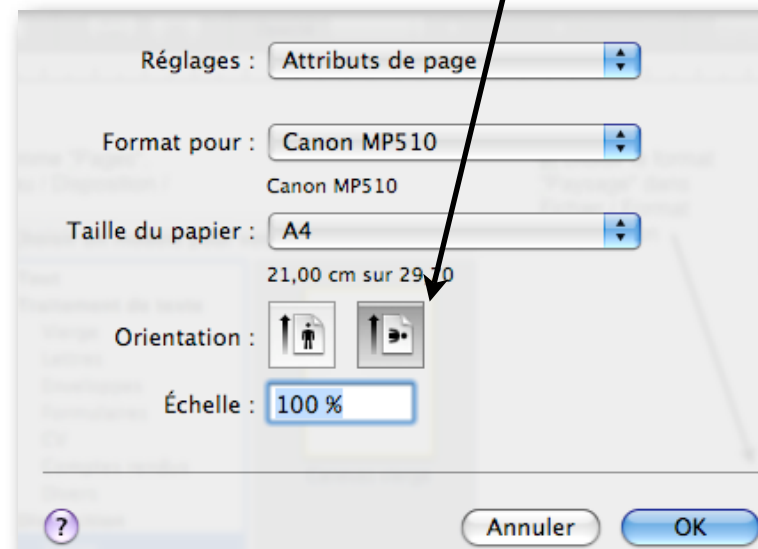 Réglages : Attributs de page
Format pour : Canon MP510
Canon MP510
Taille du papier : A4
21,00 cm sur 29,70
Orientation :
Échelle : 100 %
? Annuler OK